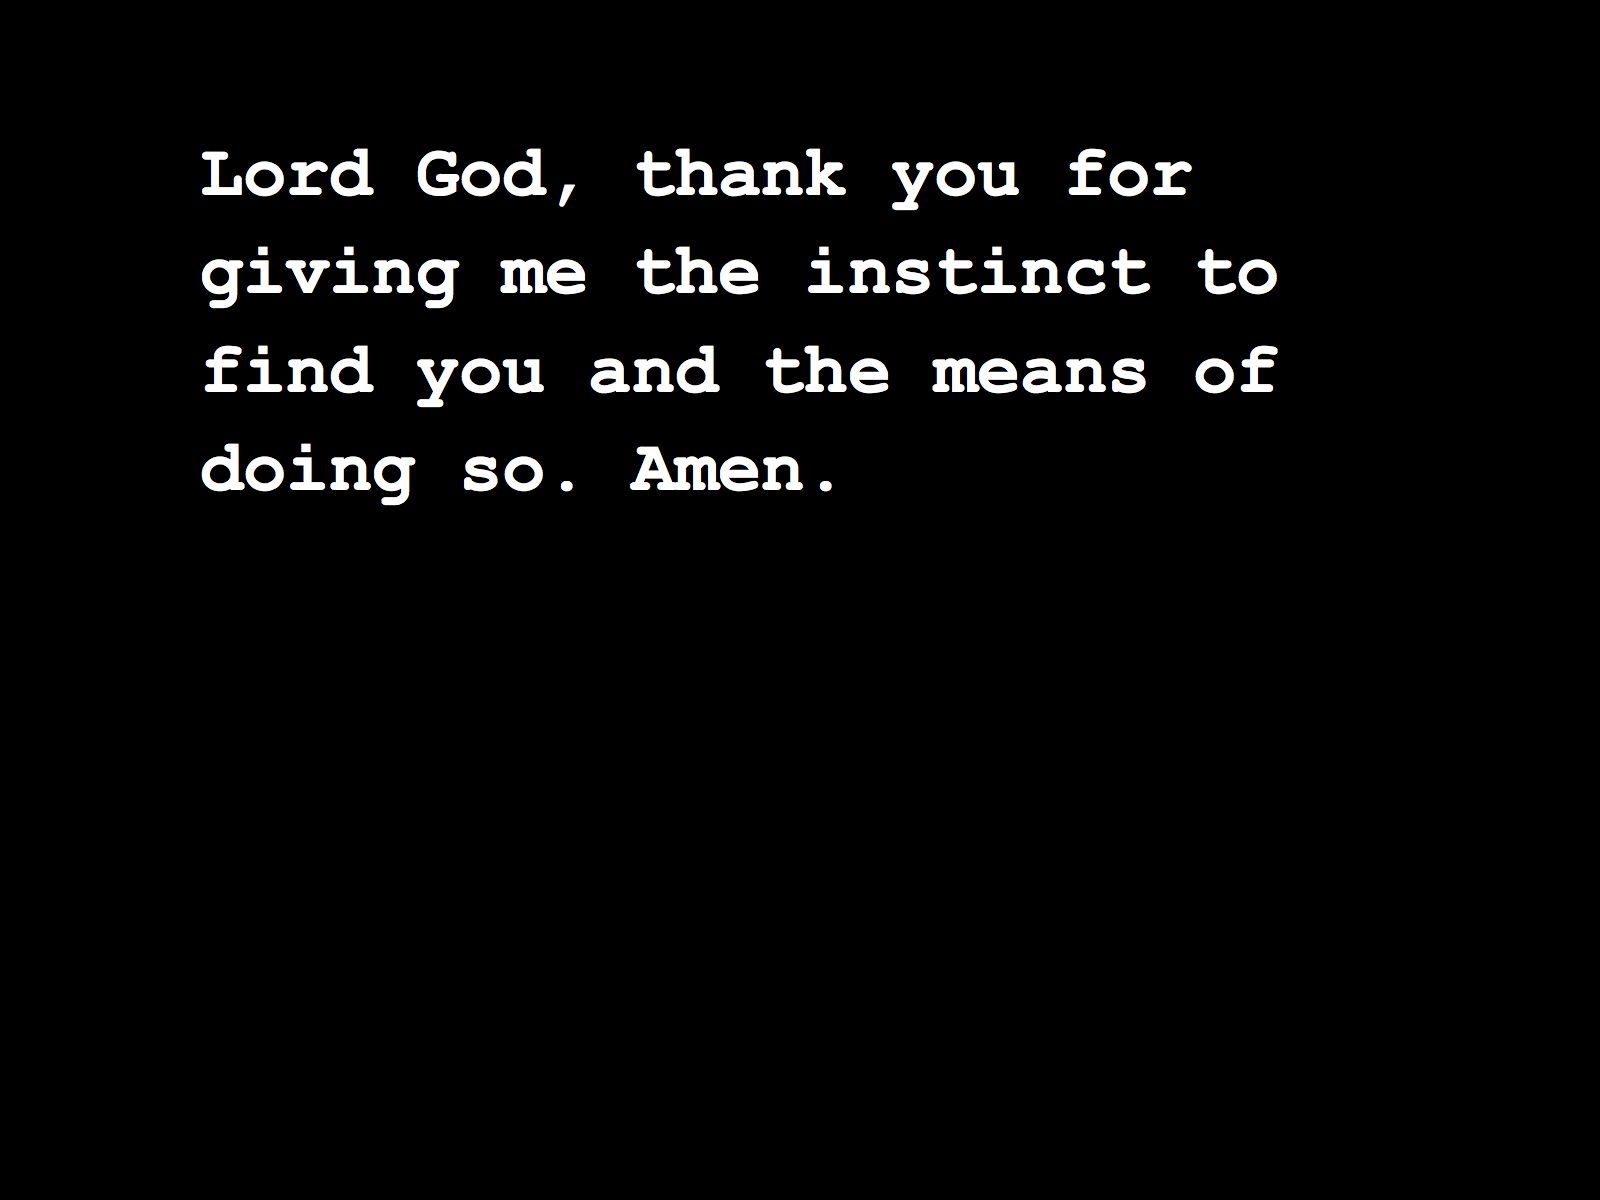 Lord God, thank you for
giving me the instinct to
find you and the means of
doing so. Amen.